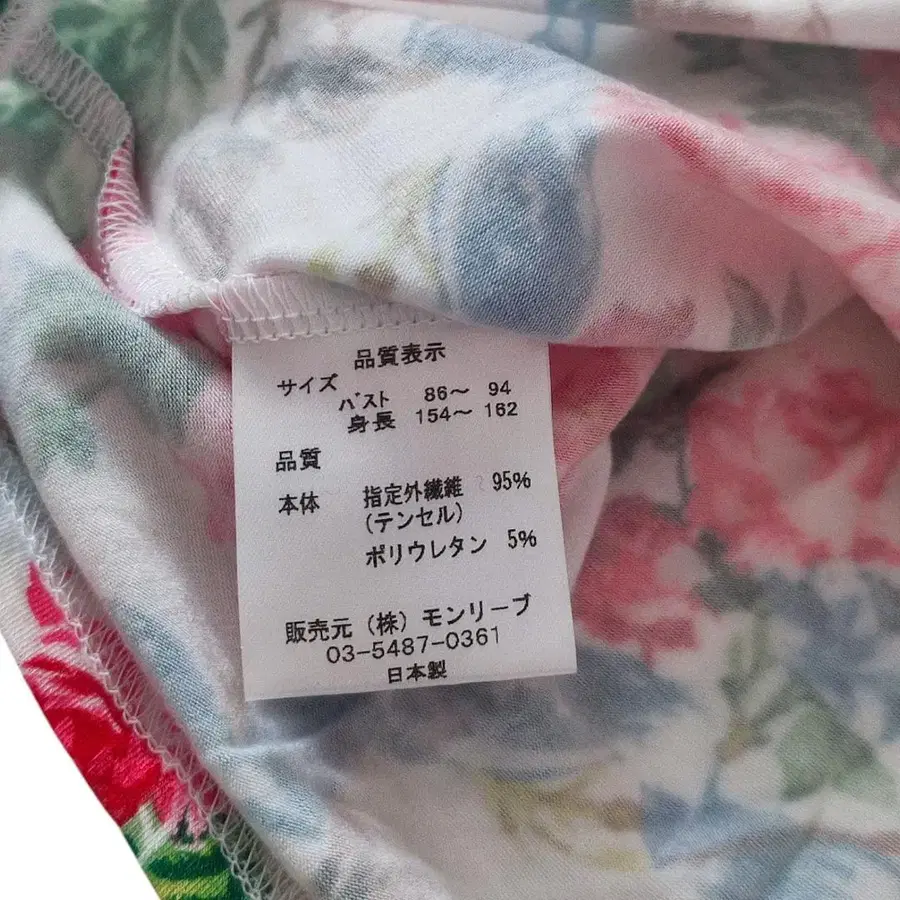 品質表示
サイズ
バスト 86〜 94
身長 154〜 162
品質
本体 指定外繊維 95%
(テンセル)
ポリウレタン 5%
販売元(株)モンリーブ
03-5487-0361
日本製